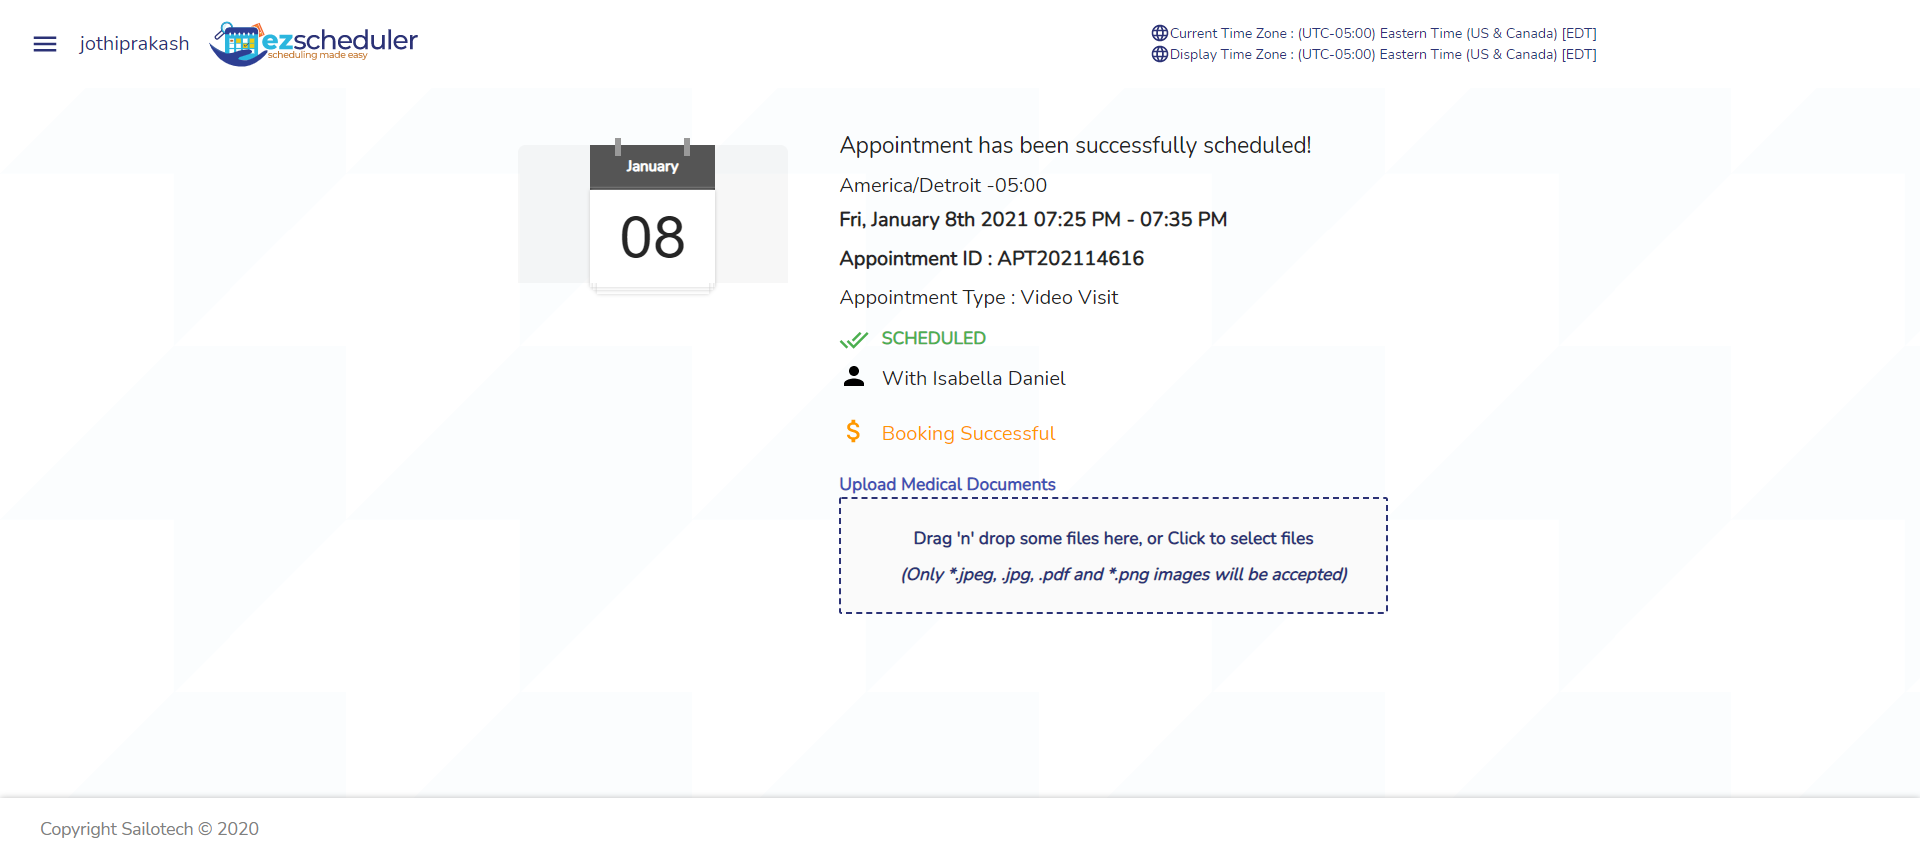 jothiprakash
ezscheduler
scheduling made easy
Current Time Zone : (UTC-05:00) Eastern Time (US & Canada) [EDT]
Display Time Zone : (UTC-05:00) Eastern Time (US & Canada) [EDT]
January
08
Appointment has been successfully scheduled!
America/Detroit -05:00
Fri, January 8th 2021 07:25 PM - 07:35 PM
Appointment ID : APT202114616
Appointment Type : Video Visit
SCHEDULED
With Isabella Daniel
$ Booking Successful
Upload Medical Documents
Drag 'n' drop some files here, or Click to select files
(Only *.jpeg, .jpg, .pdf and *.png images will be accepted)
Copyright Sailotech © 2020